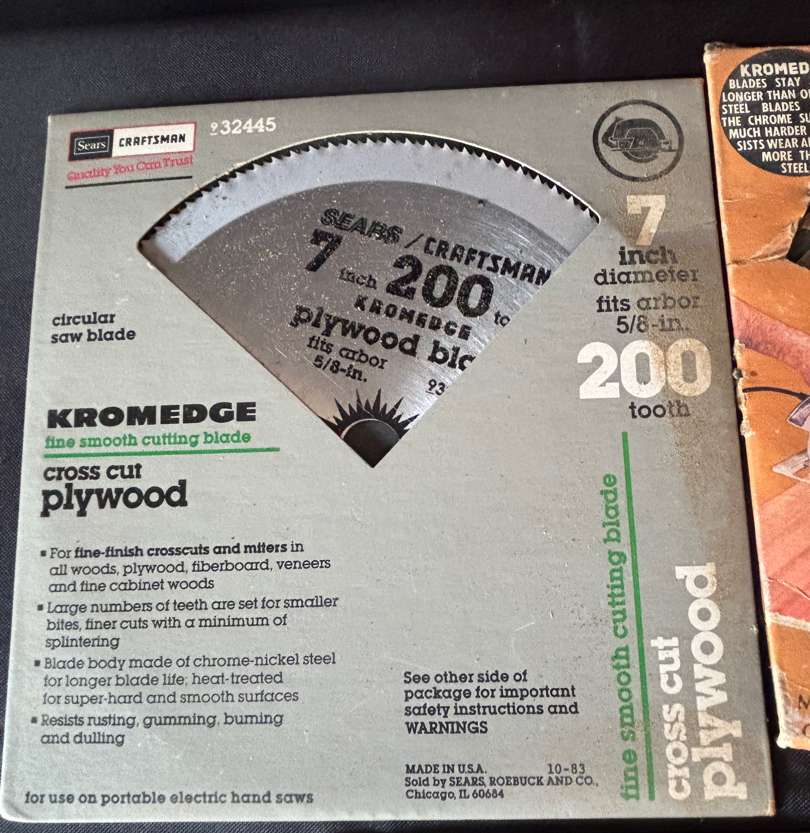 Sears CRAFTSMAN
Quality You Can Trust
932445
SEARS / CRAFTSMAN
7 inch 200
KROMEDGE
plywood
fits arbor
5/8-in.
93
7
inch
diameter
fits arbor
5/8-in.
200
tooth
circular
saw blade
KROMEDGE
fine smooth cutting blade
cross cut
plywood
▪ For fine-finish crosscuts and miters in
all woods, plywood, fiberboard, veneers
and fine cabinet woods
▪ Large numbers of teeth are set for smaller
bites, finer cuts with a minimum of
splintering
▪ Blade body made of chrome-nickel steel
for longer blade life; heat-treated
for super-hard and smooth surfaces
▪ Resists rusting, gumming, burning
and dulling
for use on portable electric hand saws
See other side of
package for important
safety instructions and
WARNINGS
MADE IN U.S.A. 10-83
Sold by SEARS, ROEBUCK AND CO.,
Chicago, IL 60684
fine smooth cutting blade
cross cut
plywood
KROMED
BLADES STAY
LONGER THAN
STEEL BLADES
THE CHROME SU
MUCH HARDER
SISTS WEAR
MORE TH
STEEL